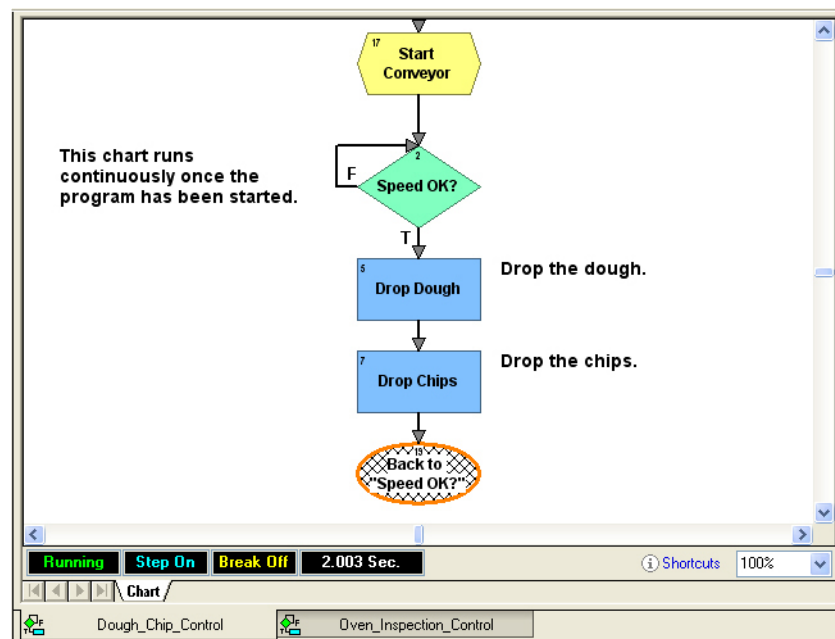 17
Start
Conveyor
This chart runs
continuously once the
program has been started.
2
Speed OK?
F
T
5
Drop Dough
Drop the dough.
7
Drop Chips
Drop the chips.
19
Back to
"Speed OK?"
Running Step On Break Off 2.003 Sec. Shortcuts 100%
Chart
Dough_Chip_Control Oven_Inspection_Control